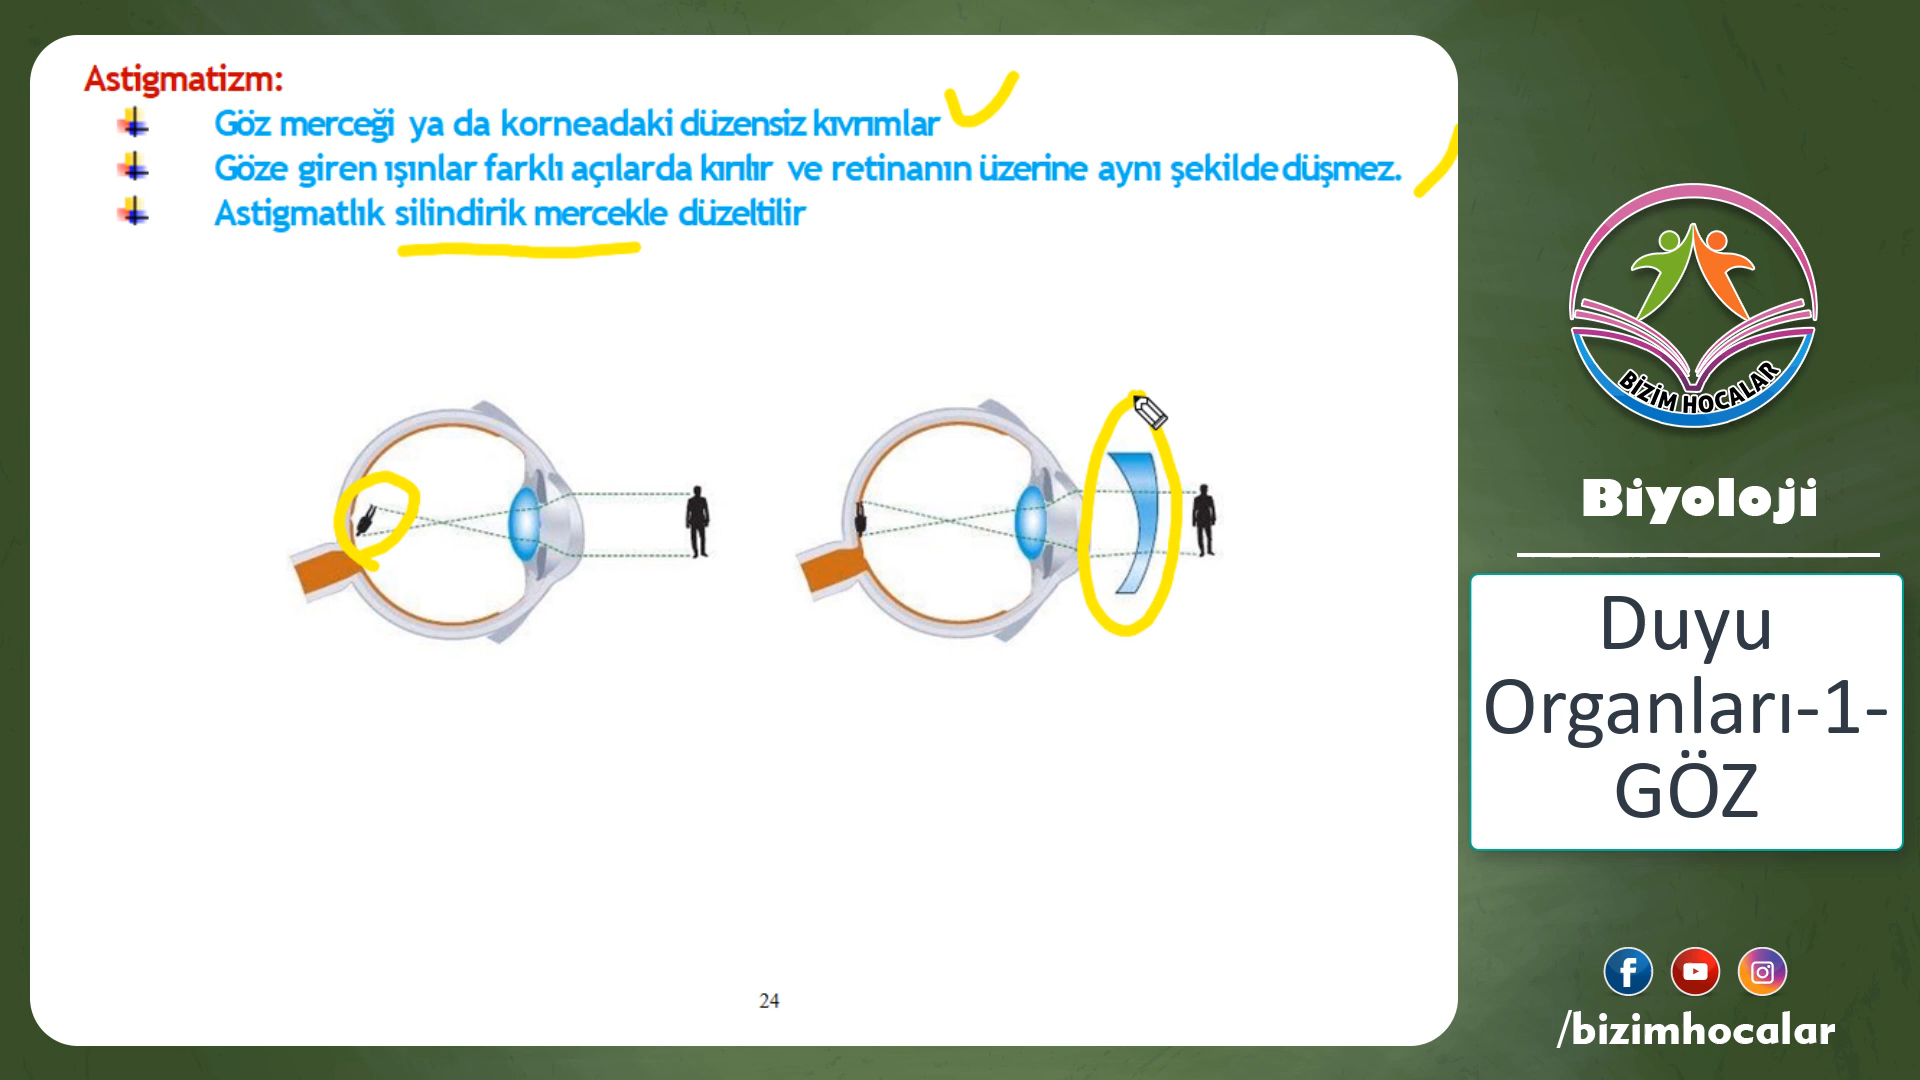 Astigmatizm:
Göz merceği ya da korneadaki düzensiz kıvrımlar
Göze giren ışınlar farklı açılarda kırılır ve retinanın üzerine aynı şekilde düşmez.
Astigmatlık silindirik mercekle düzeltilir
24
BİZİM HOCALAR
Biyoloji
Duyu
Organları-1-
GÖZ
/bizimhocalar